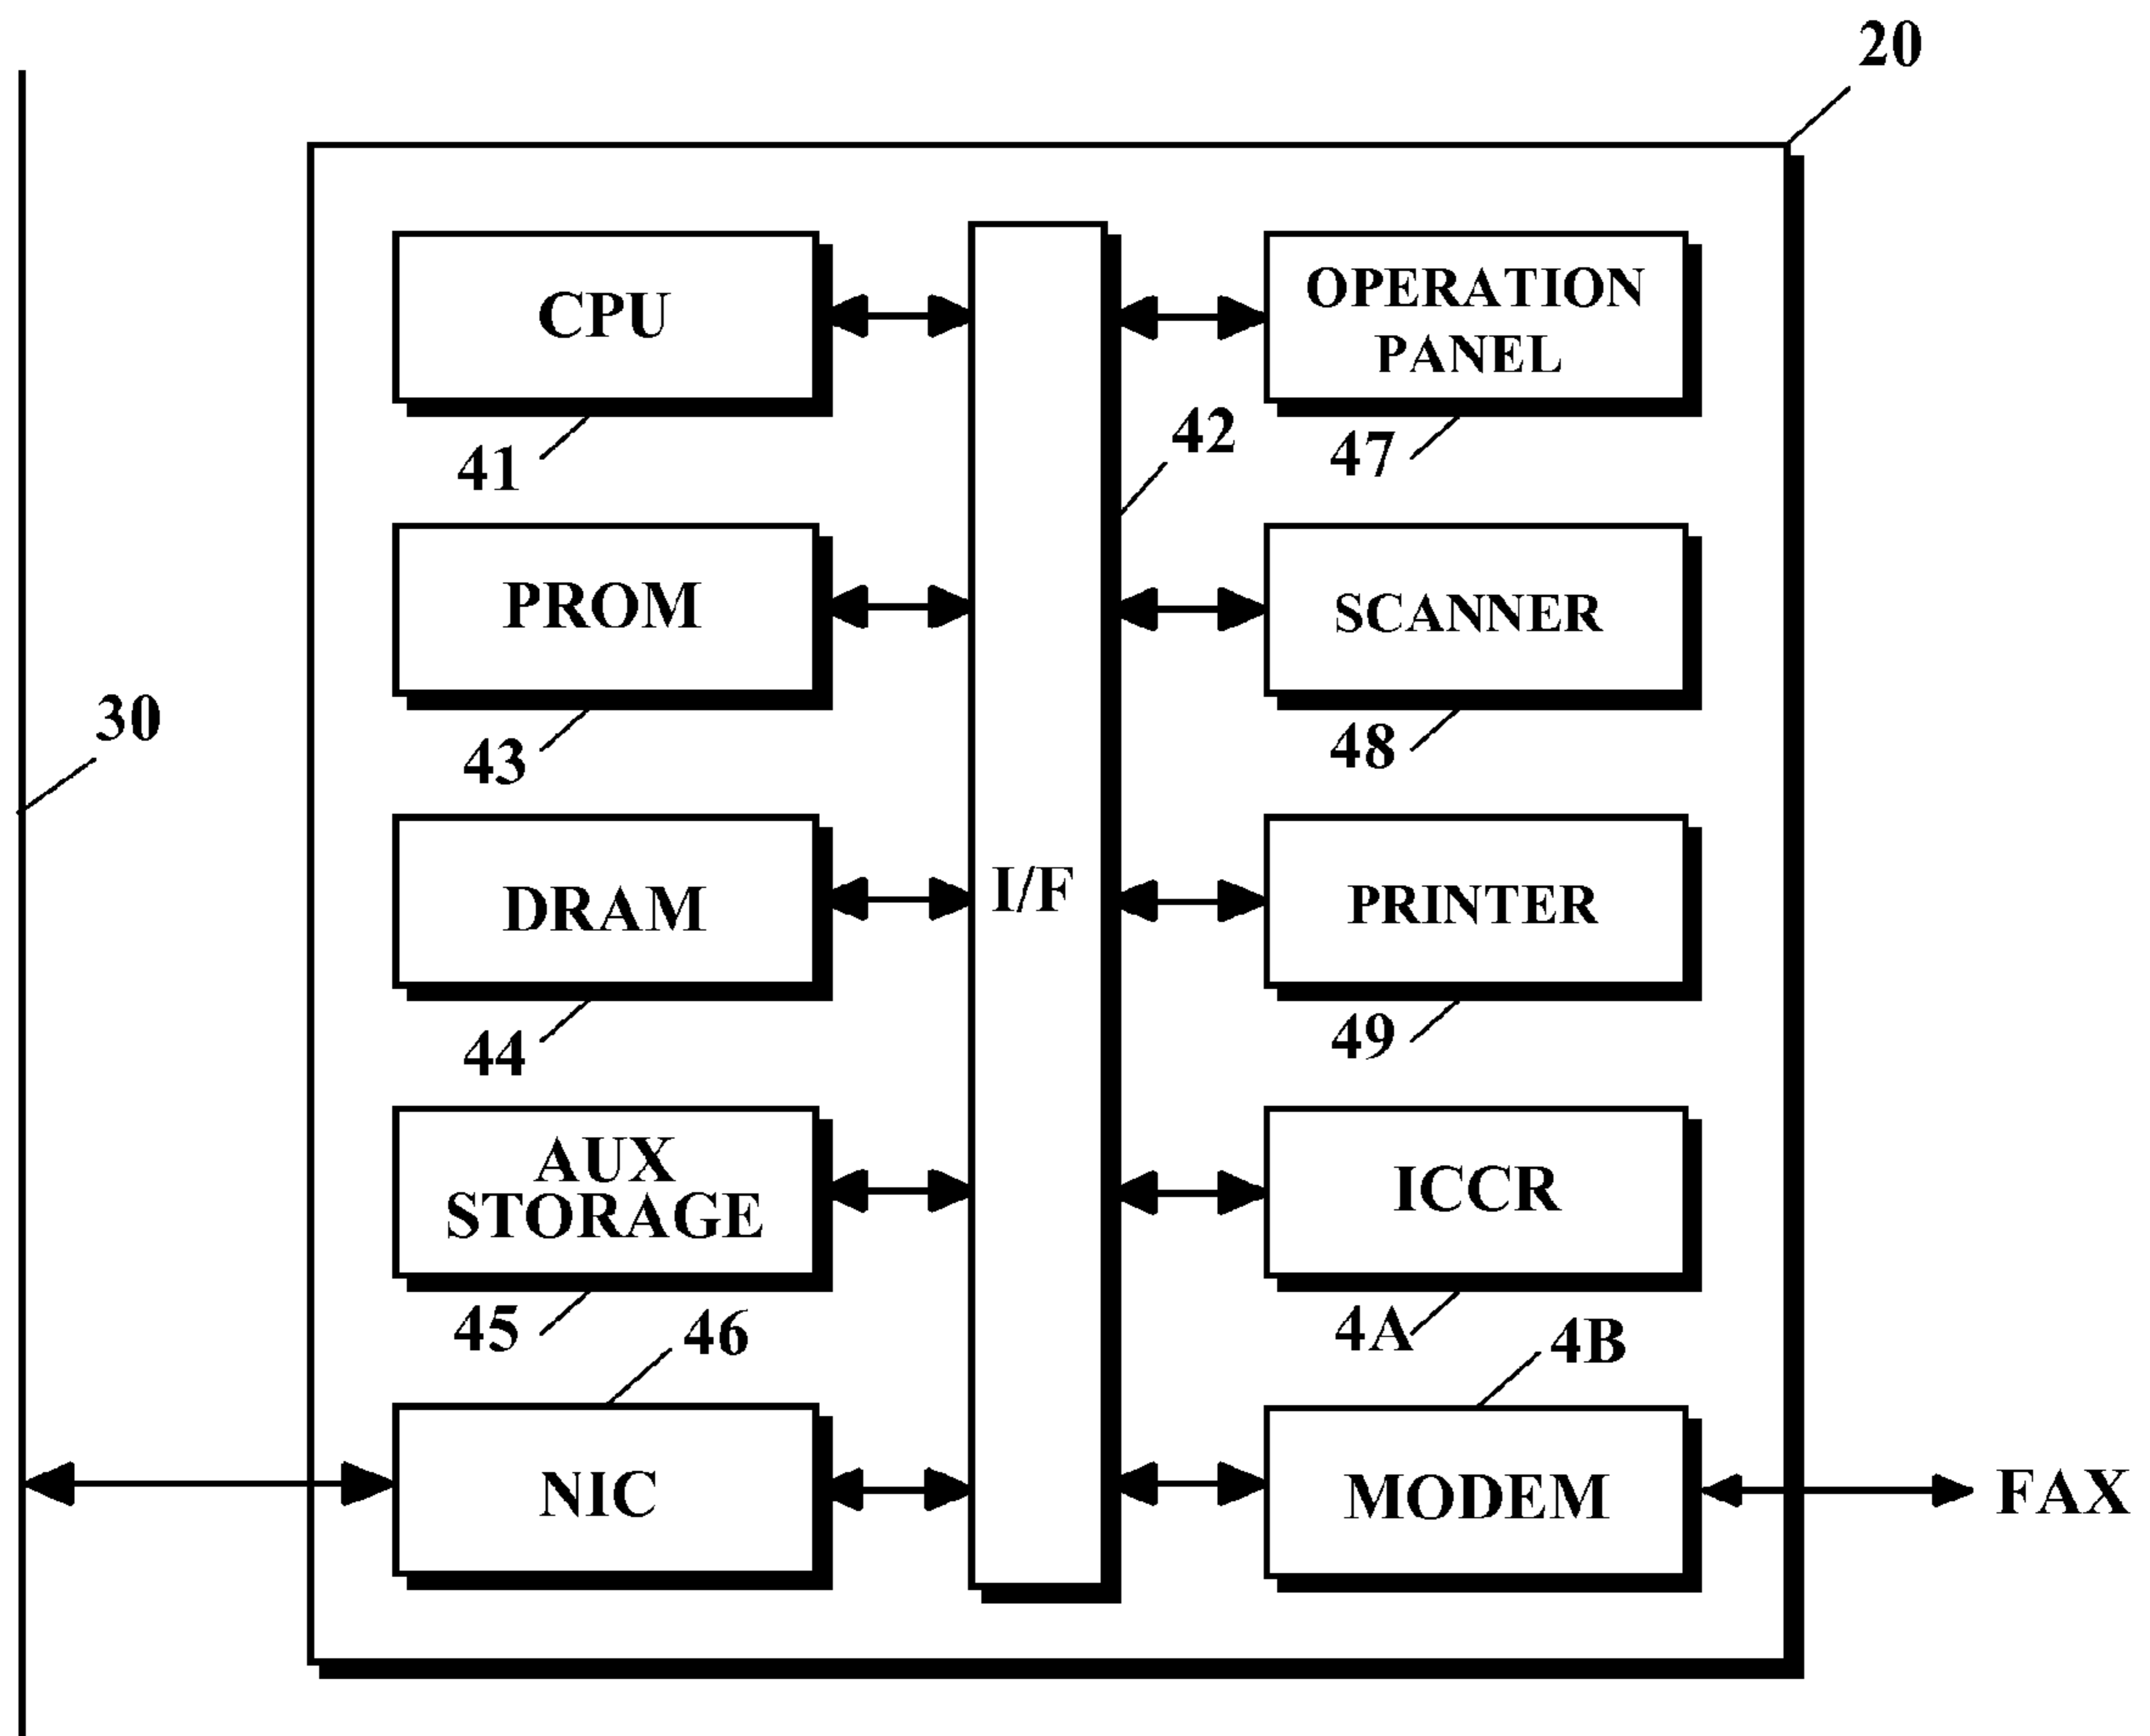 20
CPU
OPERATION
PANEL
41
42
47
PROM
SCANNER
30
43
48
DRAM
I/F
PRINTER
44
49
AUX
STORAGE
ICCR
45
46
4A
4B
NIC
MODEM
FAX